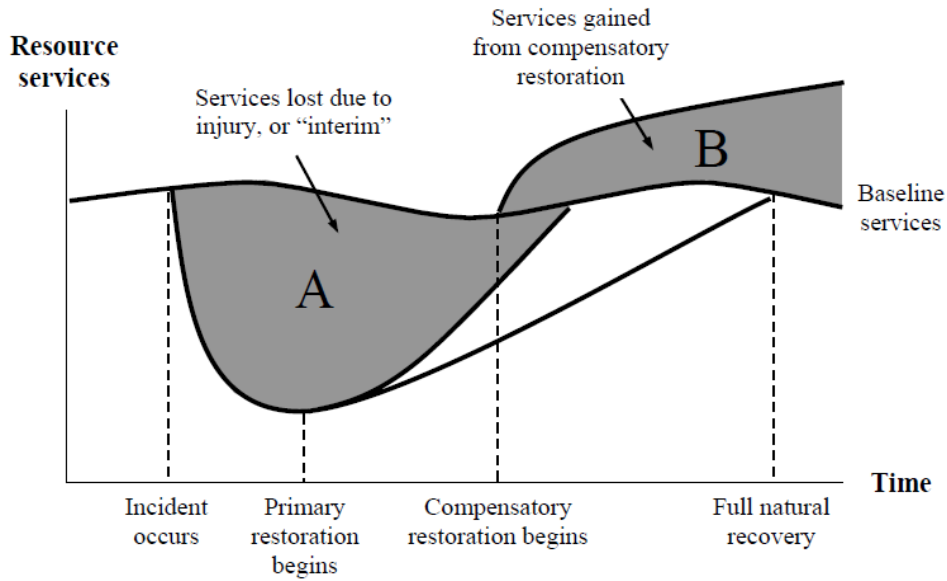 Resource
services
Services lost due to
injury, or “interim”
Services gained
from compensatory
restoration
A
B
Baseline
services
Time
Incident
occurs
Primary
restoration
begins
Compensatory
restoration begins
Full natural
recovery